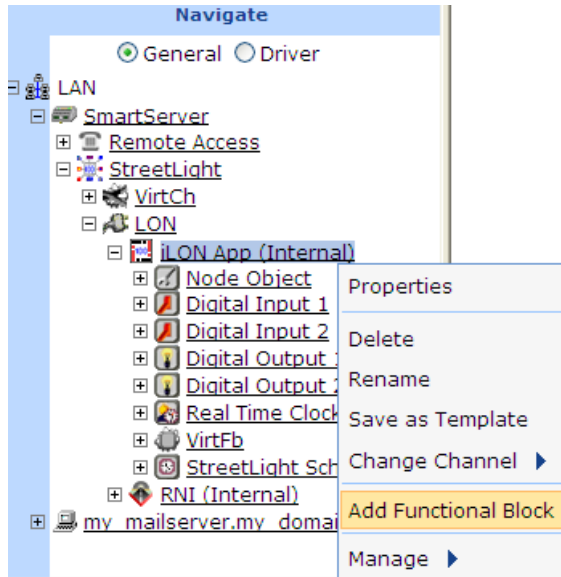 Navigate
General Driver
LAN
SmartServer
Remote Access
StreetLight
VirtCh
LON
iLON App (Internal)
Node Object
Digital Input 1
Digital Input 2
Digital Output
Digital Output
Real Time Clock
VirtFb
StreetLight Sch
RNI (Internal)
my_mailserver.my_domai
Properties
Delete
Rename
Save as Template
Change Channel
Add Functional Block
Manage